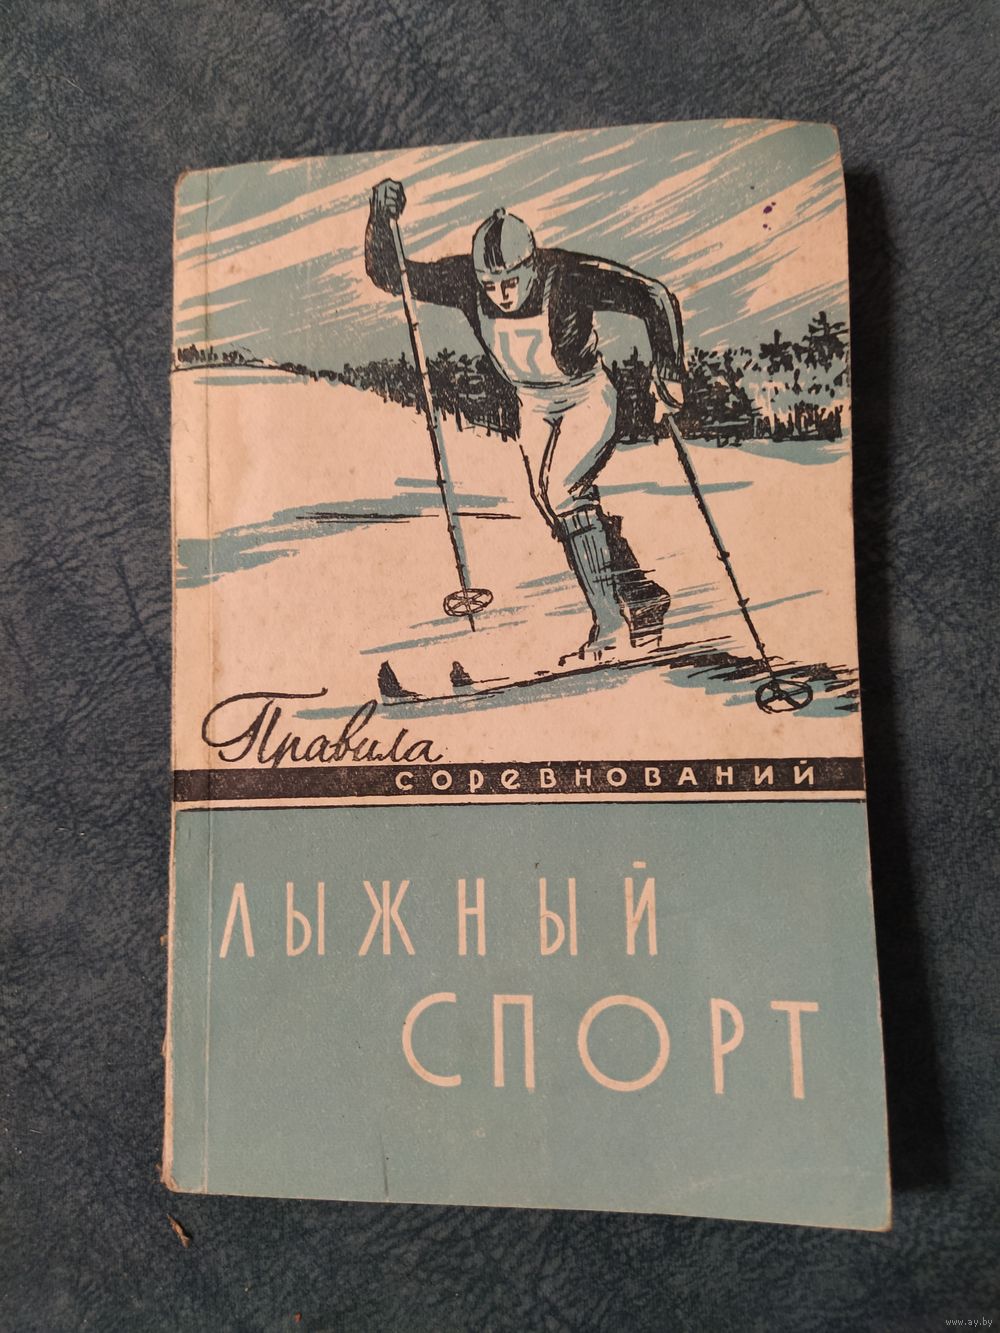 17
Правила
СОРЕВНОВАНИЙ
ЛЫЖНЫЙ
СПОРТ
www.ay.by